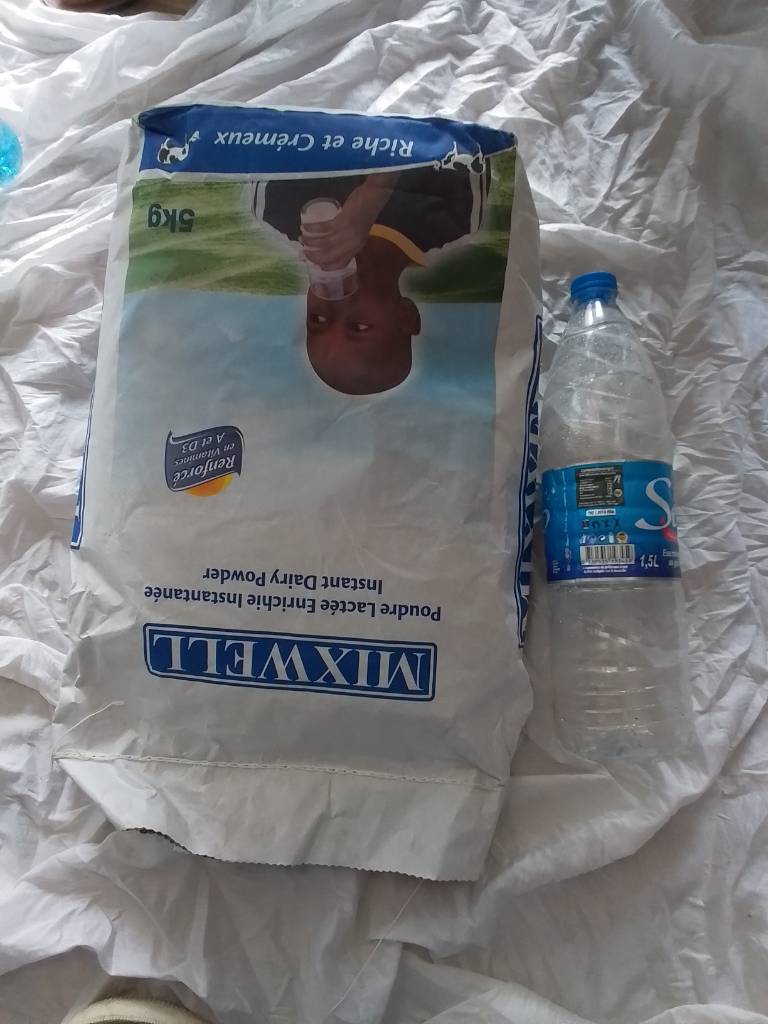 MIXWELL
Poudre Lactée Enrichie Instantanée
Instant Dairy Powder
Renforcé
en Vitamines
A et D3
5kg
Riche et Crémeux
1,5L